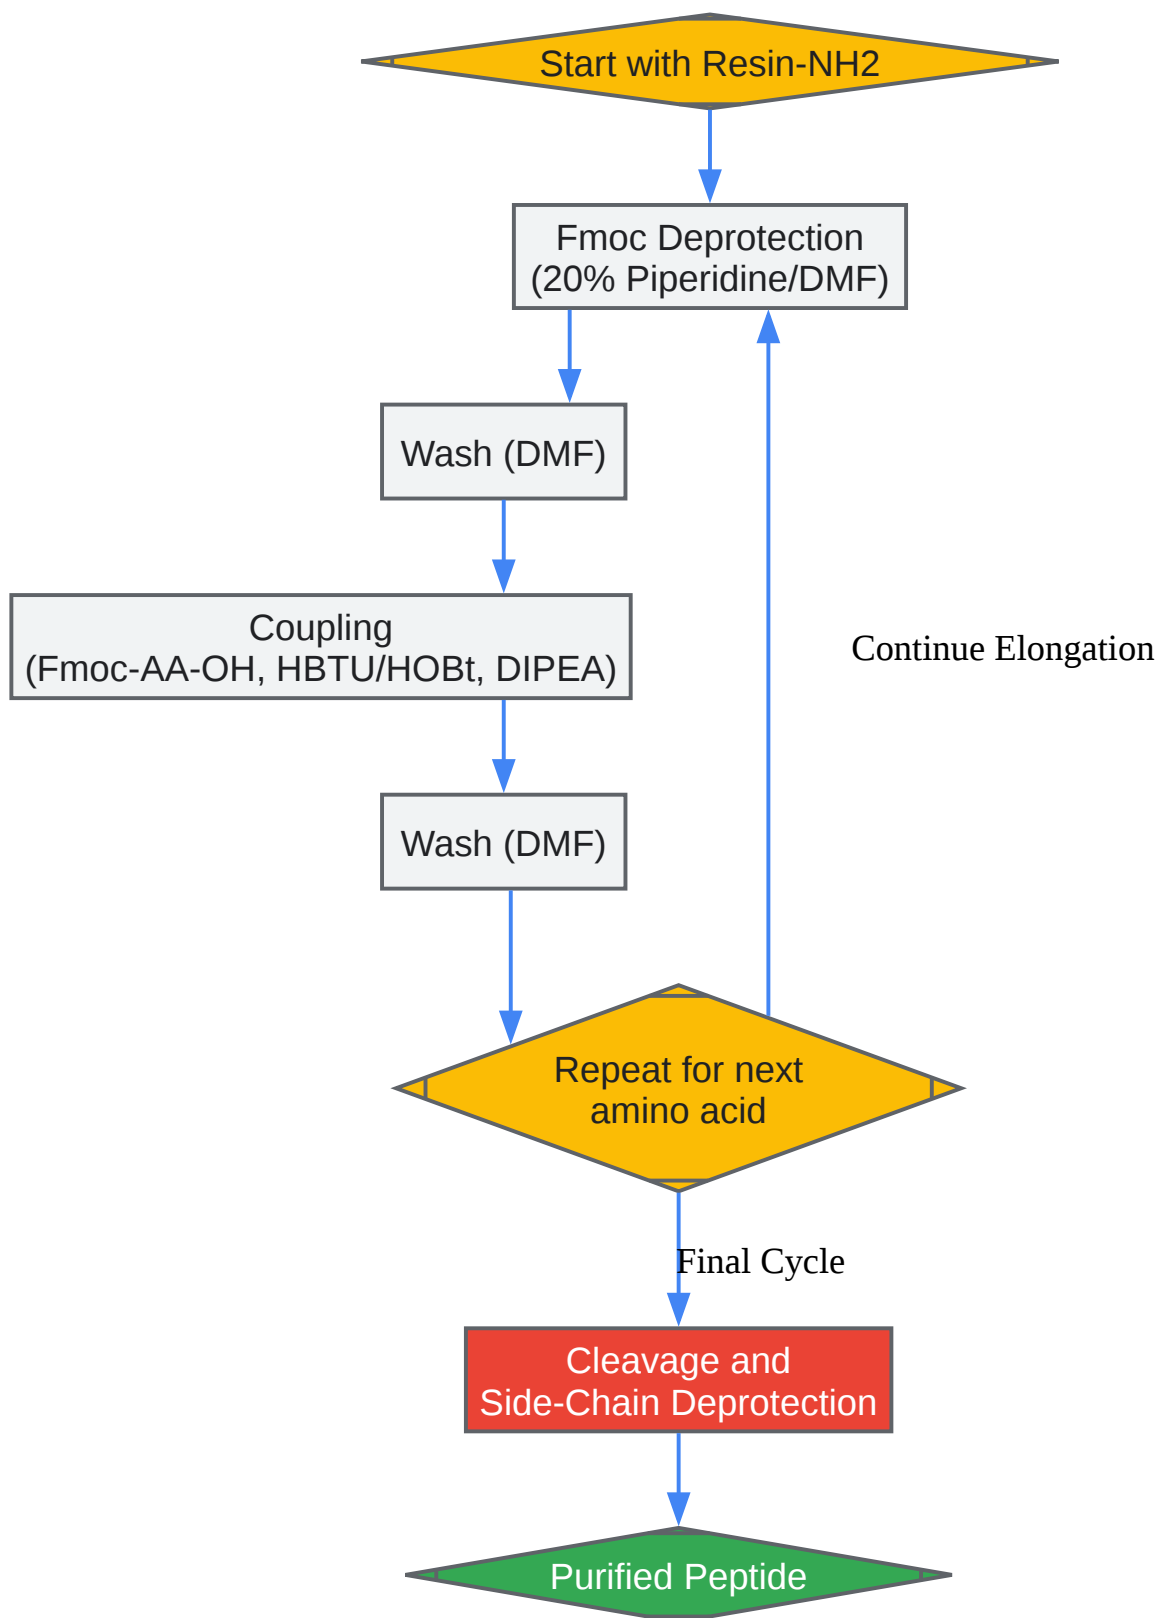 Start with Resin-NH2
Fmoc Deprotection
(20% Piperidine/DMF)
Wash (DMF)
Coupling
(Fmoc-AA-OH, HBTU/HOBt, DIPEA)
Continue Elongation
Wash (DMF)
Repeat for next
amino acid
Final Cycle
Cleavage and
Side-Chain Deprotection
Purified Peptide